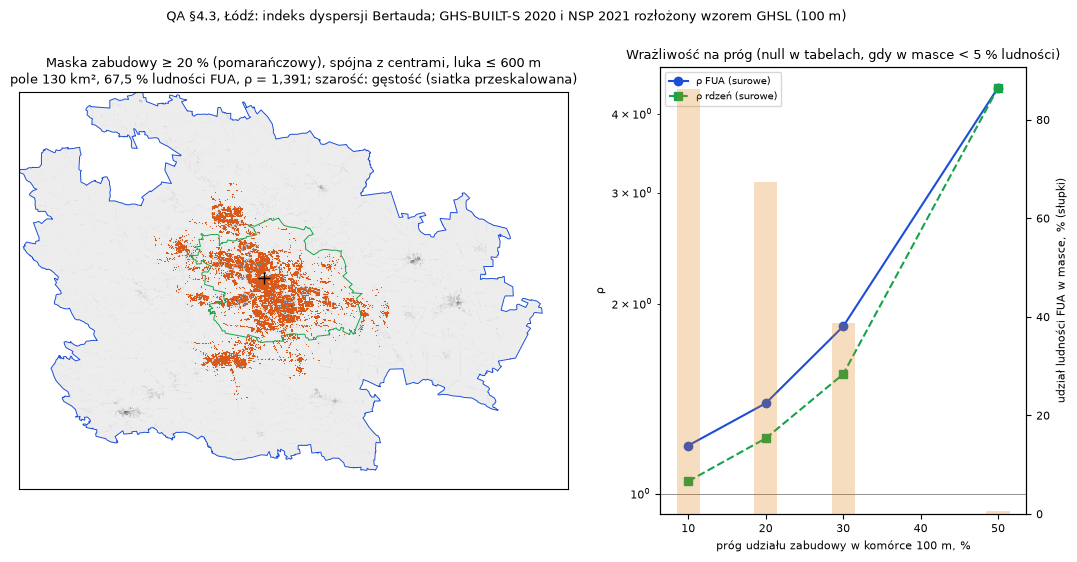 QA §4.3, Łódź: indeks dyspersji Bertauda; GHS-BUILT-S 2020 i NSP 2021 rozłożony wzorem GHSL (100 m)
Maska zabudowy ≥ 20 % (pomarańczowy), spójna z centrami, luka ≤ 600 m
pole 130 km², 67,5 % ludności FUA, ρ = 1,391; szarość: gęstość (siatka przeskalowana)
Wrażliwość na próg (null w tabelach, gdy w masce < 5 % ludności)
ρ FUA (surowe)
ρ rdzeń (surowe)
4 × 10⁰
3 × 10⁰
2 × 10⁰
10⁰
ρ
80
60
40
20
0
udział ludności FUA w masce, % (słupki)
10
20
30
40
50
próg udziału zabudowy w komórce 100 m, %